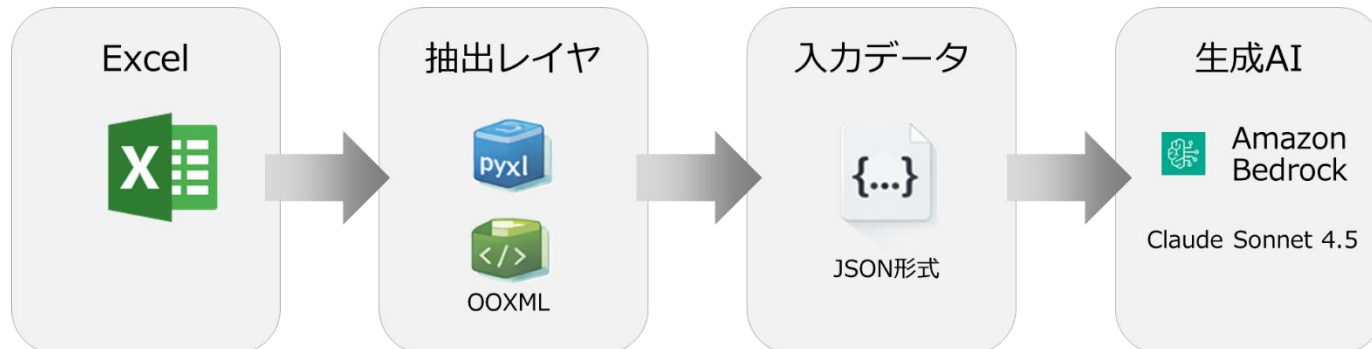 Excel
X
抽出レイヤ
pyxl
</>
OOXML
入力データ
{...}
JSON形式
生成AI
Amazon
Bedrock
Claude Sonnet 4.5